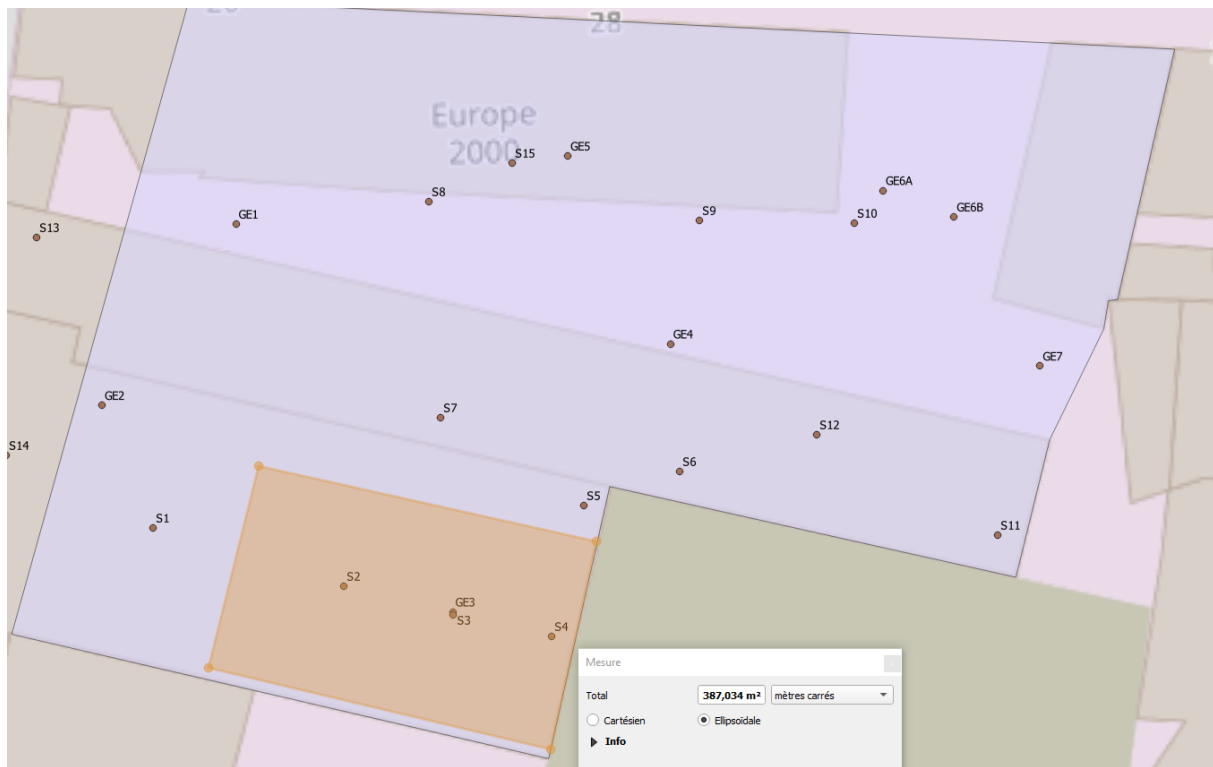 28
Europe
2000
S15
GE5
GE6A
S8
GE6B
GE1
S9
S10
S13
GE4
GE7
GE2
S7
S12
S14
S6
S5
S1
S11
S2
GE3
S3
S4
Mesure
Total
387,034 m²
mètres carrés
Cartésien
Ellipsoïdale
Info